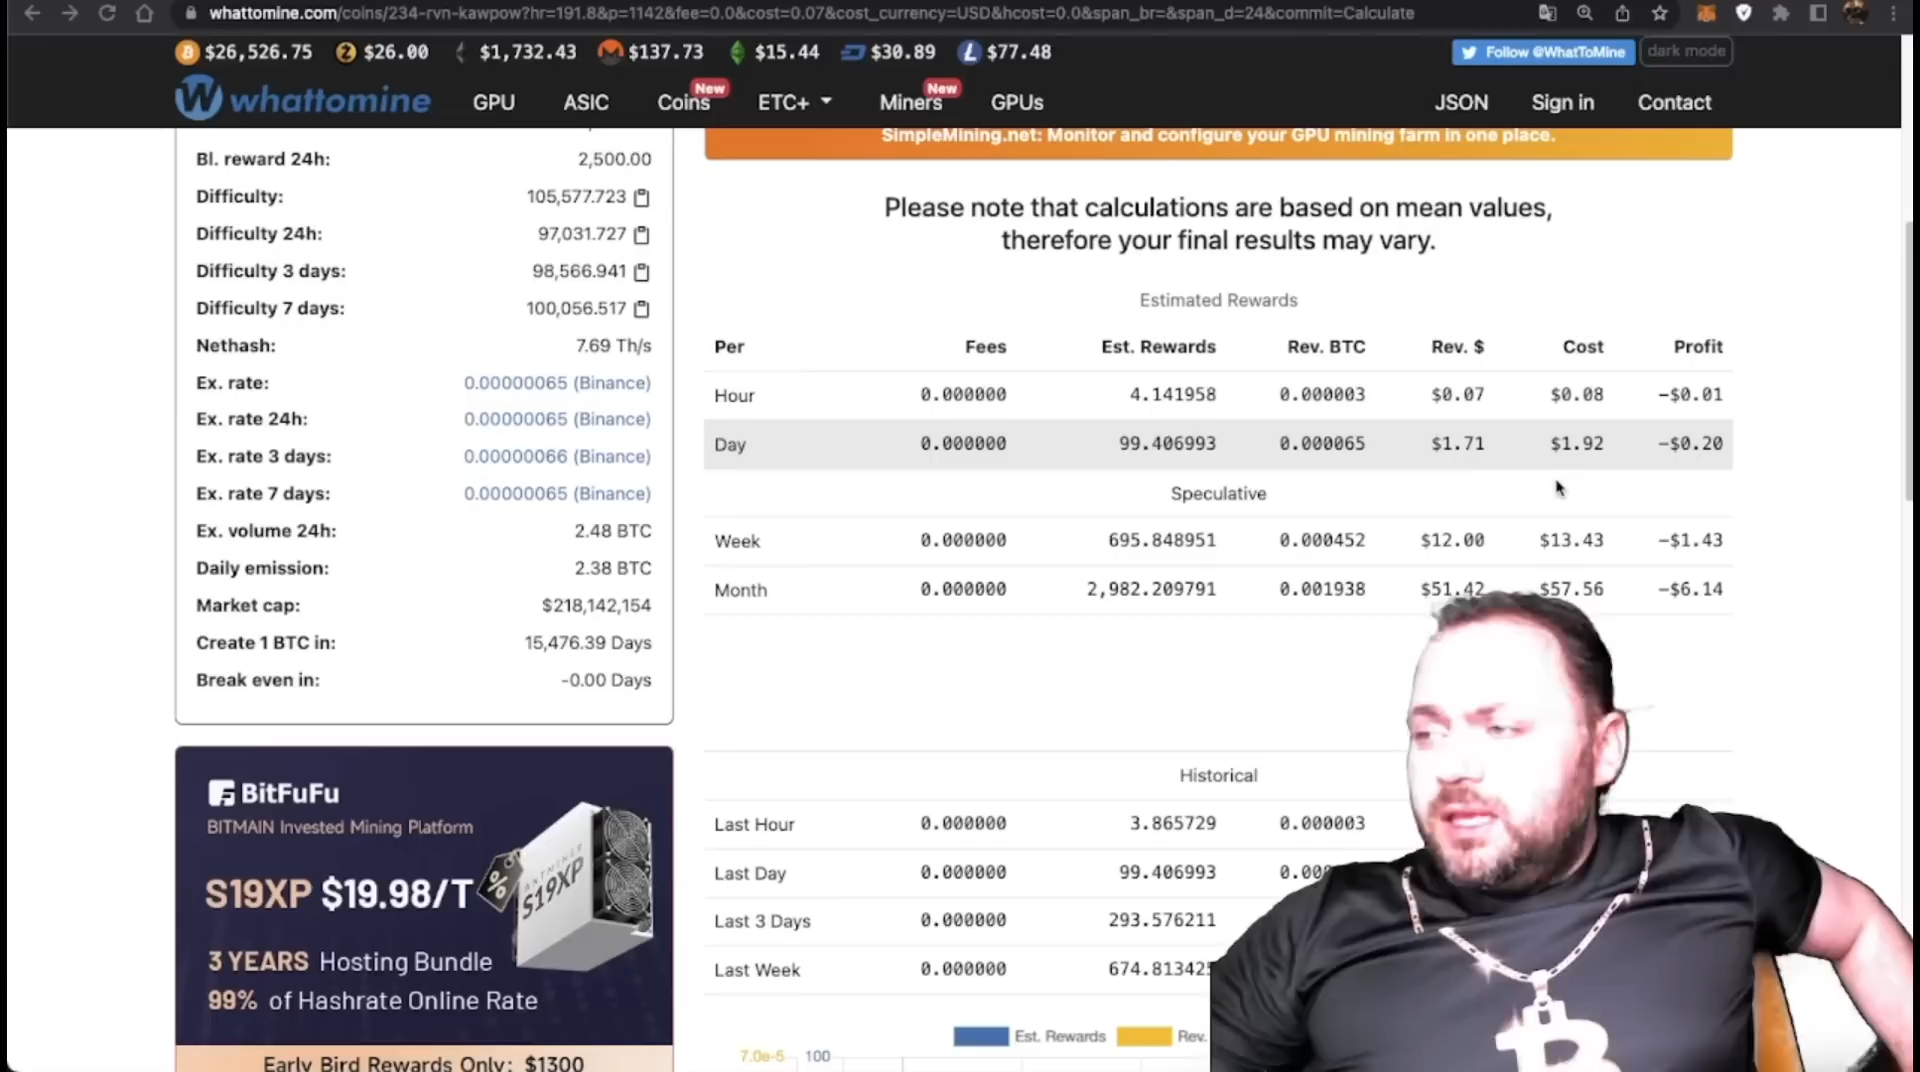 whattomine.com/coins/234-rvn-kawpow?hr=191.8&p=1142&fee=0.0&cost=0.07&cost_currency=USD&hcost=0.0&span_br=&span_d=24&commit=Calculate
$26,526.75 $26.00 $1,732.43 $137.73 $15.44 $30.89 $77.48
Follow @WhatToMine dark mode
whattomine GPU ASIC Coins New ETC+ Miners New GPUs JSON Sign in Contact
SimpleMining.net: Monitor and configure your GPU mining farm in one place.
Bl. reward 24h: 2,500.00
Difficulty: 105,577.723
Difficulty 24h: 97,031.727
Difficulty 3 days: 98,566.941
Difficulty 7 days: 100,056.517
Nethash: 7.69 Th/s
Ex. rate: 0.00000065 (Binance)
Ex. rate 24h: 0.00000065 (Binance)
Ex. rate 3 days: 0.00000066 (Binance)
Ex. rate 7 days: 0.00000065 (Binance)
Ex. volume 24h: 2.48 BTC
Daily emission: 2.38 BTC
Market cap: $218,142,154
Create 1 BTC in: 15,476.39 Days
Break even in: -0.00 Days
BitFuFu
BITMAIN Invested Mining Platform
S19XP $19.98/T
%
ANTMINER
S19XP
3 YEARS Hosting Bundle
99% of Hashrate Online Rate
Early Bird Rewards Only: $1300
Please note that calculations are based on mean values,
therefore your final results may vary.
Estimated Rewards
Per Fees Est. Rewards Rev. BTC Rev. $ Cost Profit
Hour 0.000000 4.141958 0.000003 $0.07 $0.08 -$0.01
Day 0.000000 99.406993 0.000065 $1.71 $1.92 -$0.20
Speculative
Week 0.000000 695.848951 0.000452 $12.00 $13.43 -$1.43
Month 0.000000 2,982.209791 0.001938 $51.42 $57.56 -$6.14
Historical
Last Hour 0.000000 3.865729 0.000003
Last Day 0.000000 99.406993
Last 3 Days 0.000000 293.576211
Last Week 0.000000 674.813425
Est. Rewards Rev.
7.0e-5 100